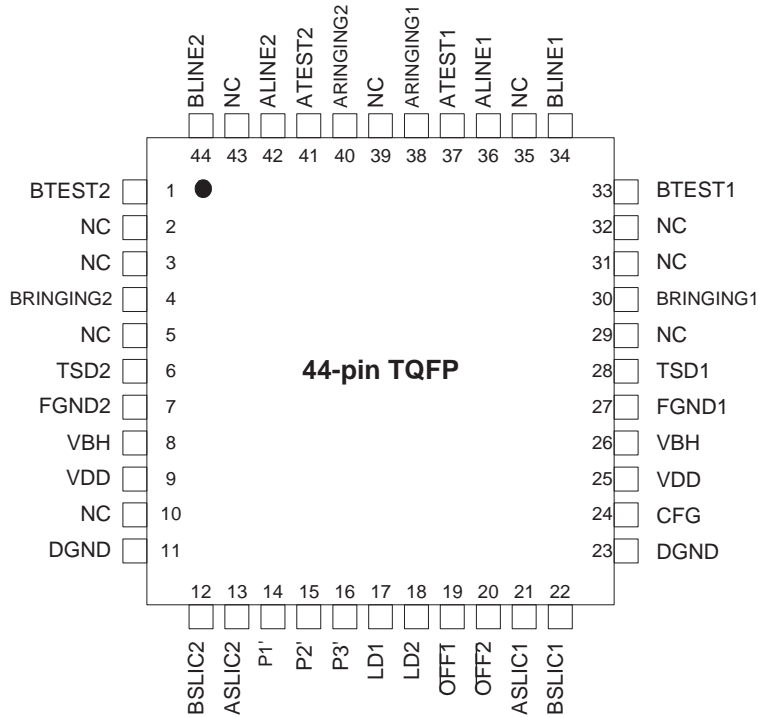 BLINE2 NC ALINE2 ATEST2 ARINGING2 NC ARINGING1 ATEST1 ALINE1 NC BLINE1
44 43 42 41 40 39 38 37 36 35 34
BTEST2 1 33 BTEST1
NC 2 32 NC
NC 3 31 NC
BRINGING2 4 30 BRINGING1
NC 5 29 NC
TSD2 6 44-pin TQFP 28 TSD1
FGND2 7 27 FGND1
VBH 8 26 VBH
VDD 9 25 VDD
NC 10 24 CFG
DGND 11 23 DGND
12 13 14 15 16 17 18 19 20 21 22
BSLIC2 ASLIC2 P1' P2' P3' LD1 LD2 OFF1 OFF2 ASLIC1 BSLIC1